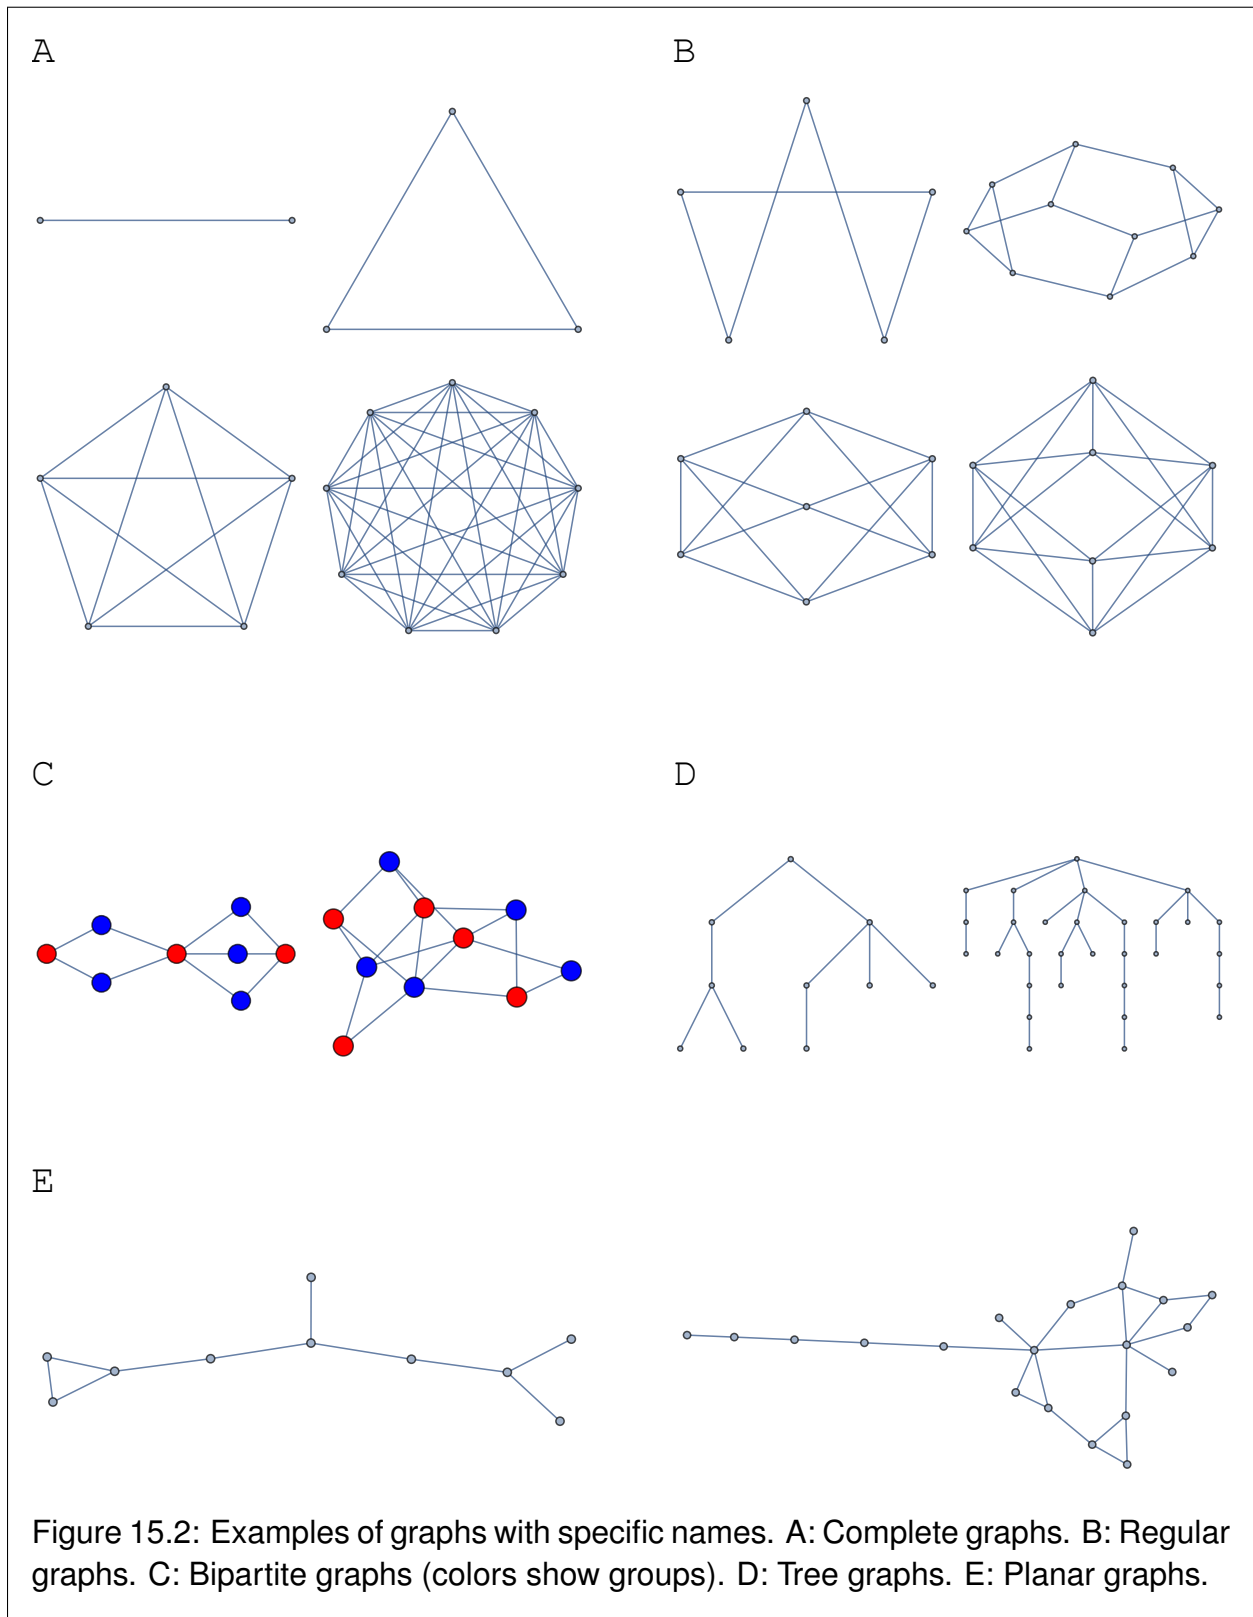 A
B
C
D
E
Figure 15.2: Examples of graphs with specific names. A: Complete graphs. B: Regular
graphs. C: Bipartite graphs (colors show groups). D: Tree graphs. E: Planar graphs.